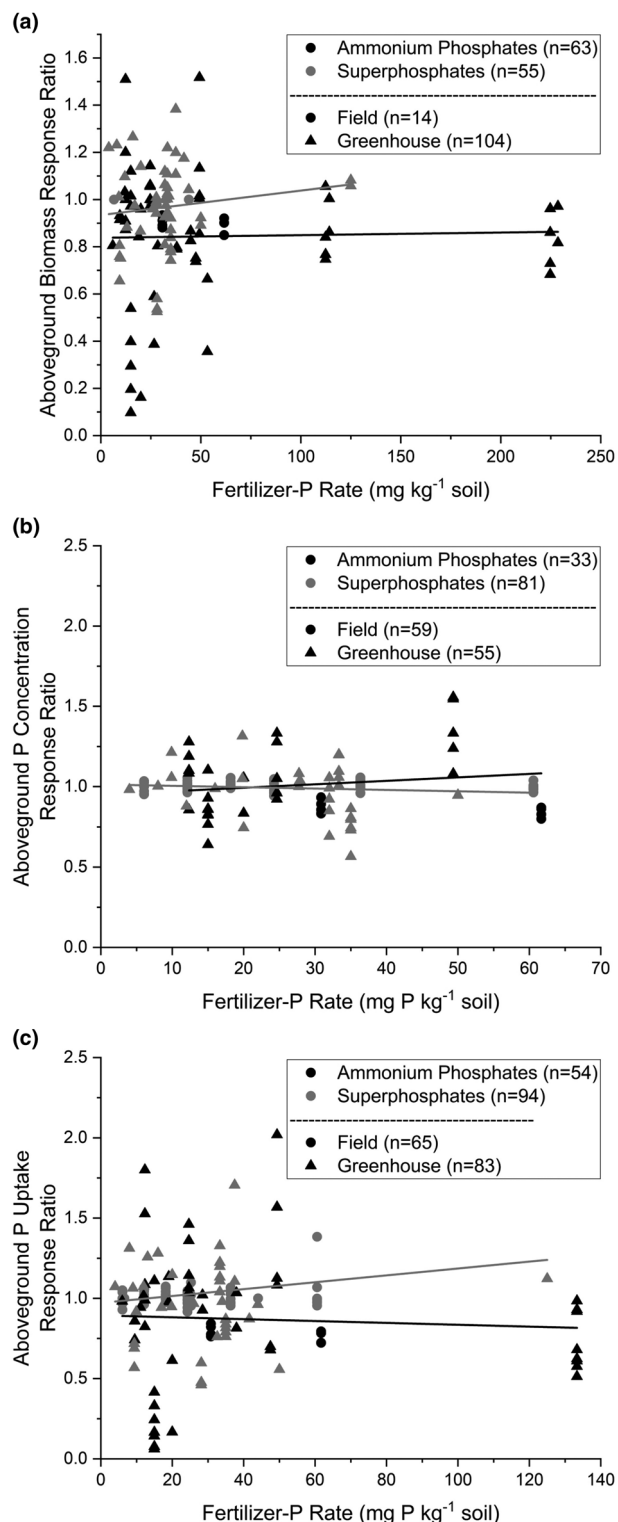 (a)
Ammonium Phosphates (n=63)
Superphosphates (n=55)
Field (n=14)
Greenhouse (n=104)
Aboveground Biomass Response Ratio
1.6
1.4
1.2
1.0
0.8
0.6
0.4
0.2
0.0
0 50 100 150 200 250
Fertilizer-P Rate (mg kg⁻¹ soil)
(b)
Ammonium Phosphates (n=33)
Superphosphates (n=81)
Field (n=59)
Greenhouse (n=55)
Aboveground P Concentration
Response Ratio
2.5
2.0
1.5
1.0
0.5
0.0
0 10 20 30 40 50 60 70
Fertilizer-P Rate (mg P kg⁻¹ soil)
(c)
Ammonium Phosphates (n=54)
Superphosphates (n=94)
Field (n=65)
Greenhouse (n=83)
Aboveground P Uptake
Response Ratio
2.5
2.0
1.5
1.0
0.5
0.0
0 20 40 60 80 100 120 140
Fertilizer-P Rate (mg P kg⁻¹ soil)